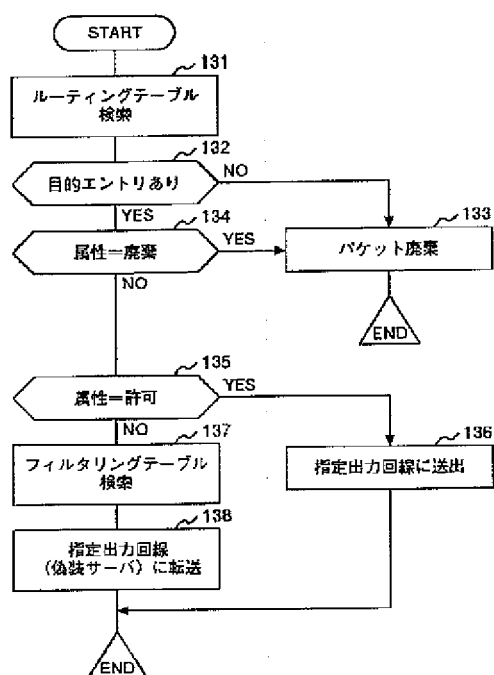 START
131
ルーティングテーブル
検索
132
目的エントリあり
NO
YES
134
属性=廃棄
YES
NO
133
パケット廃棄
END
135
属性=許可
YES
NO
137
フィルタリングテーブル
検索
136
指定出力回線に送出
138
指定出力回線
(偽装サーバ)に転送
END